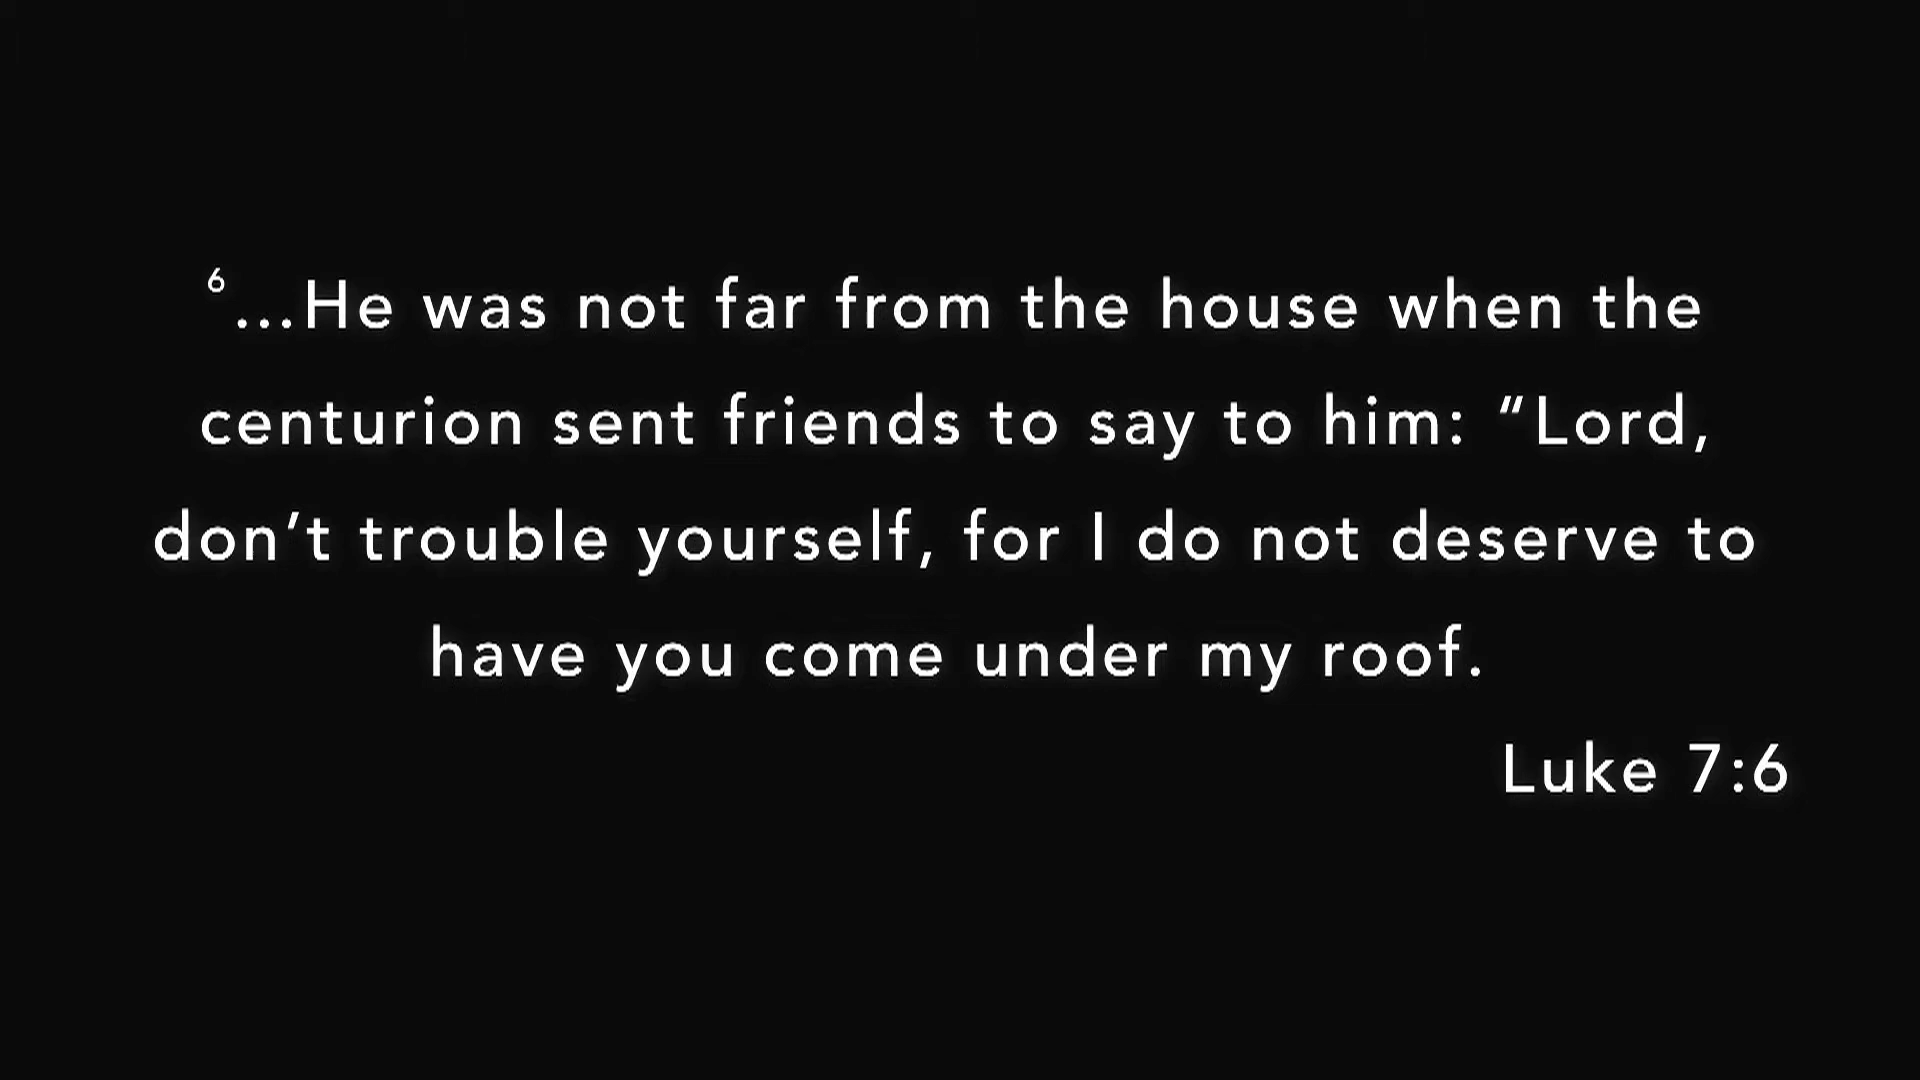 ⁶…He was not far from the house when the
centurion sent friends to say to him: “Lord,
don’t trouble yourself, for I do not deserve to
have you come under my roof.
Luke 7:6